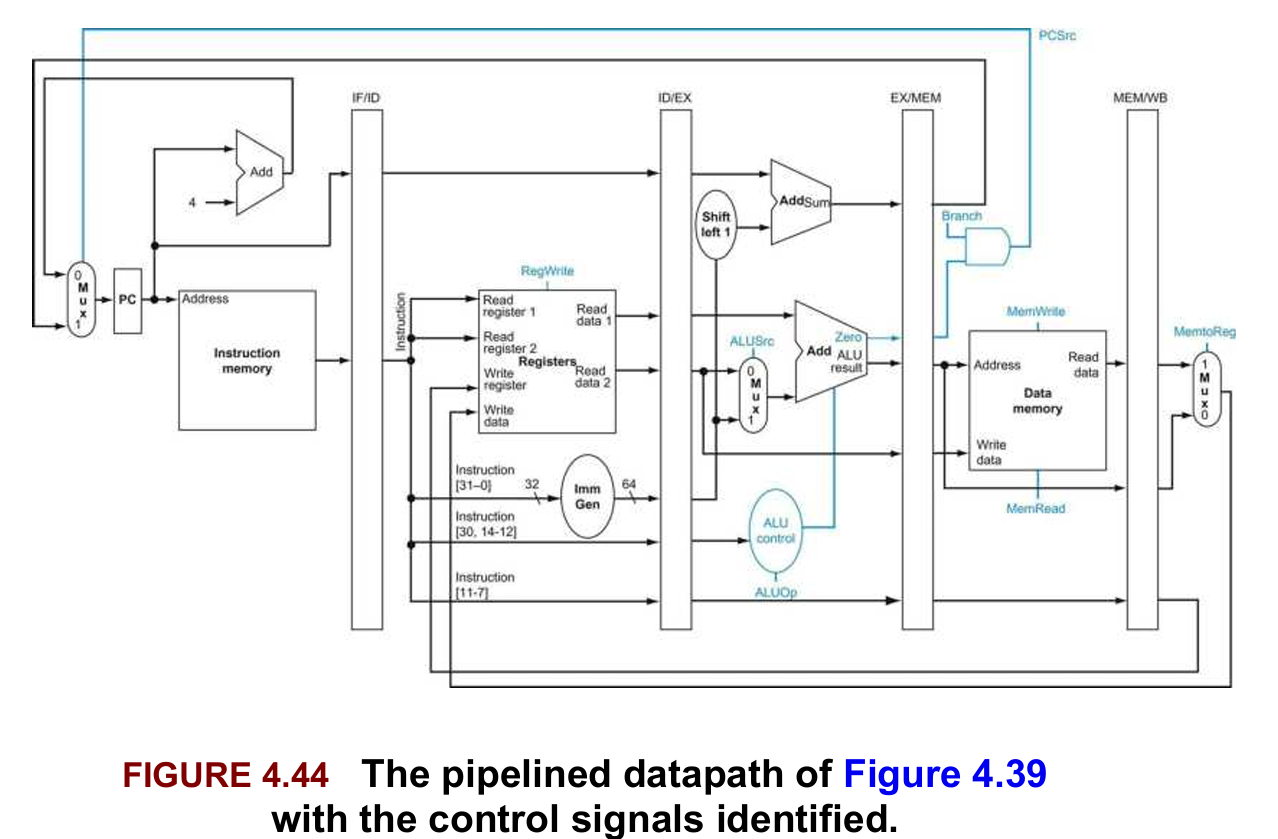 PCSrc
IF/ID
ID/EX
EX/MEM
MEM/WB
Add
4
Add Sum
Shift
left 1
Branch
0
M
u
x
1
PC
Address
Instruction
memory
Instruction
RegWrite
Read
register 1
Read
register 2
Write
register
Write
data
Registers
Read
data 1
Read
data 2
ALUSrc
0
M
u
x
1
Zero
Add
ALU
result
MemWrite
Address
Read
data
Data
memory
Write
data
MemRead
MemtoReg
1
M
u
x
0
Instruction
[31–0]
32
Imm
Gen
64
Instruction
[30, 14-12]
ALU
control
Instruction
[11-7]
ALUOp
FIGURE 4.44 The pipelined datapath of Figure 4.39
with the control signals identified.